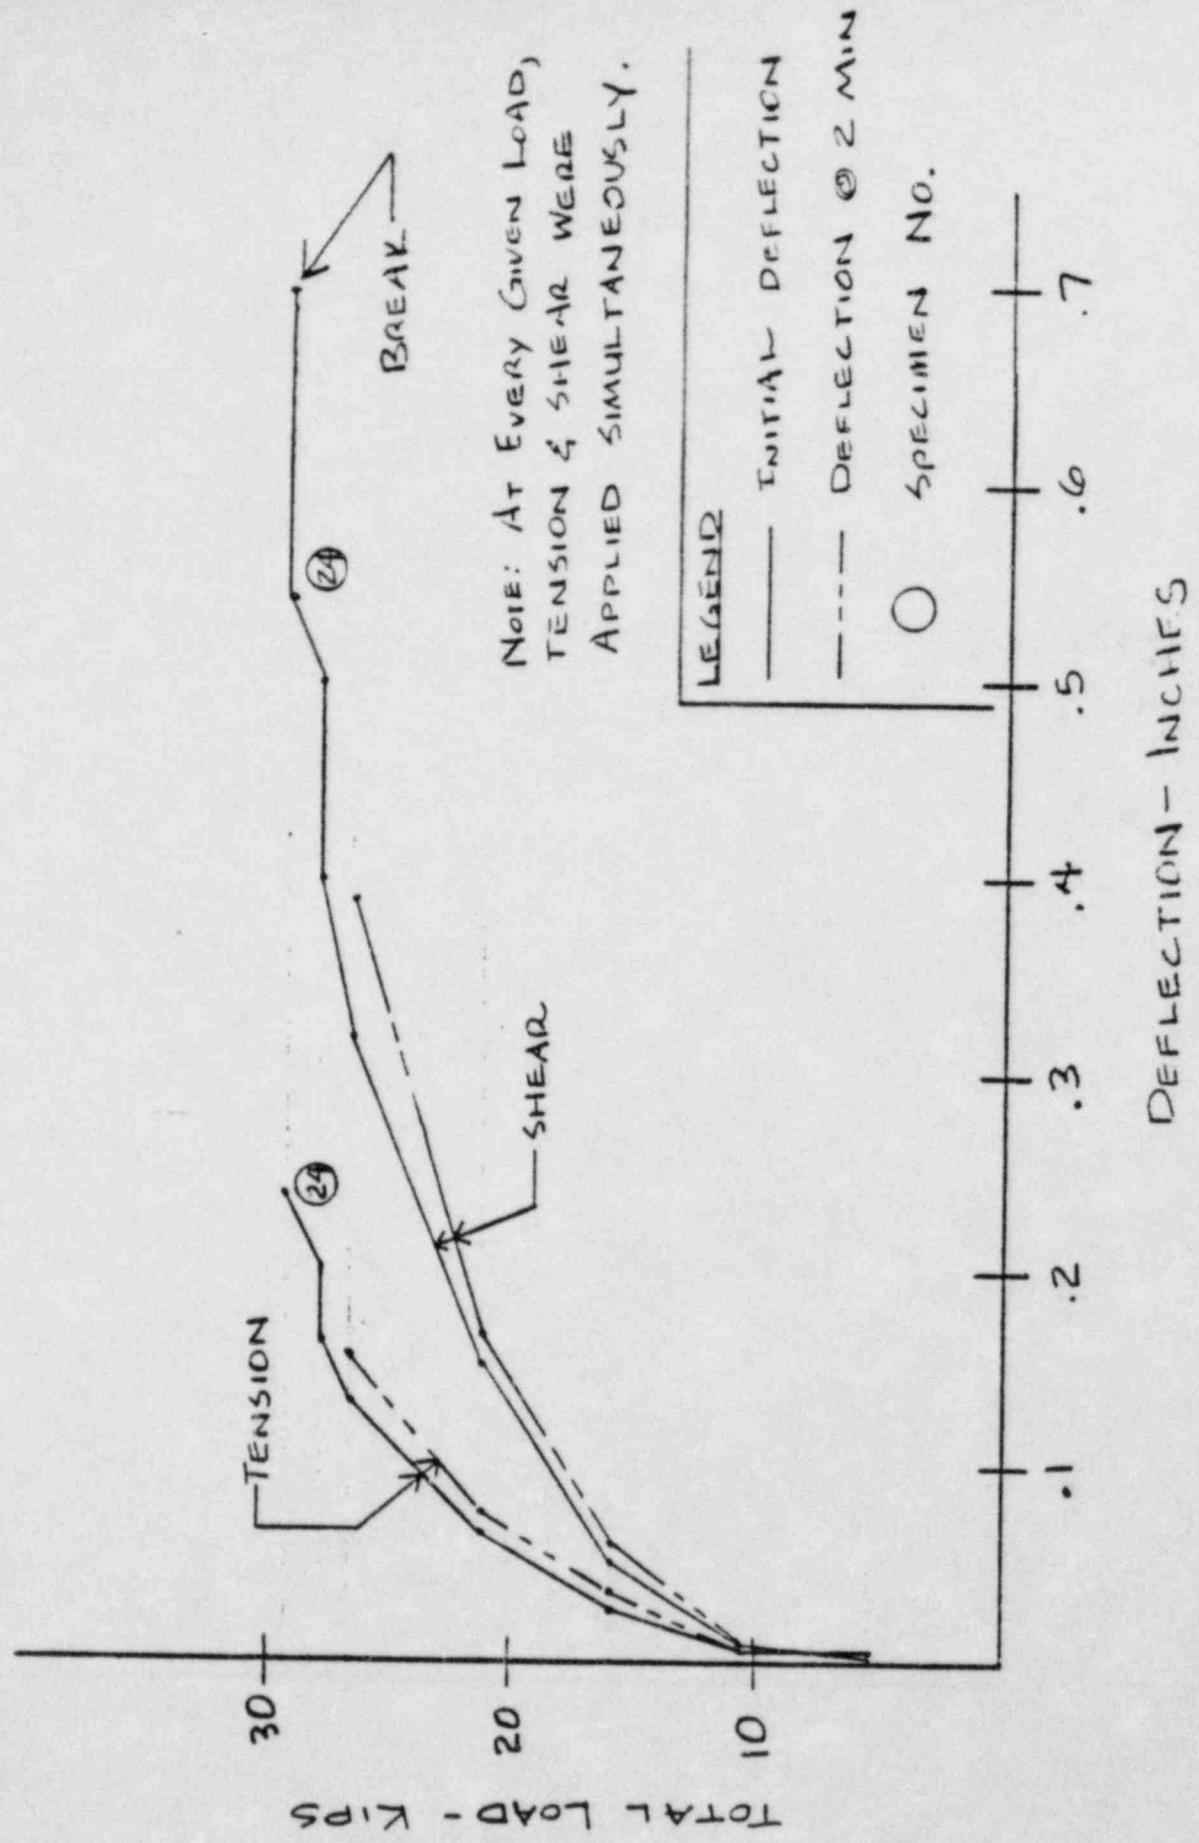 TOTAL LOAD - KIPS
30
20
10
TENSION
SHEAR
24
24
BREAK
NOTE: AT EVERY GIVEN LOAD,
TENSION & SHEAR WERE
APPLIED SIMULTANEOUSLY.
LEGEND
INITIAL DEFLECTION
DEFLECTION @ 2 MIN
SPECIMEN NO.
.1
.2
.3
.4
.5
.6
.7
DEFLECTION - INCHES